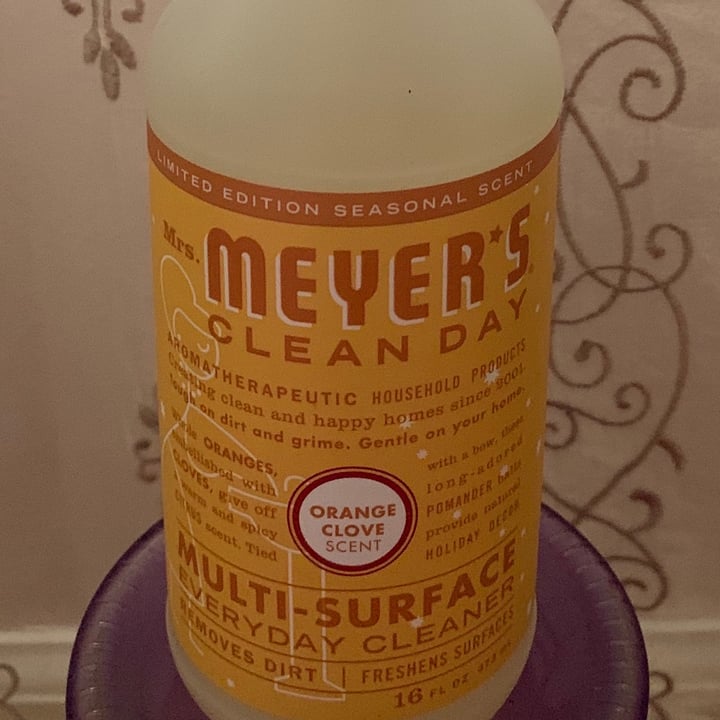 LIMITED EDITION SEASONAL SCENT
Mrs.
MEYER'S
CLEAN DAY
AROMATHERAPEUTIC HOUSEHOLD PRODUCTS
Creating clean and happy homes since 2001.
Tough on dirt and grime. Gentle on your home.
Whole ORANGES,
embellished with
CLOVES, give off
a warm and spicy
CITRUS scent. Tied
ORANGE
CLOVE
SCENT
with a bow, these
long-adored
POMANDER balls
provide natural
HOLIDAY DECOR
MULTI-SURFACE
EVERYDAY CLEANER
REMOVES DIRT | FRESHENS SURFACES
16 FL OZ 473 mL